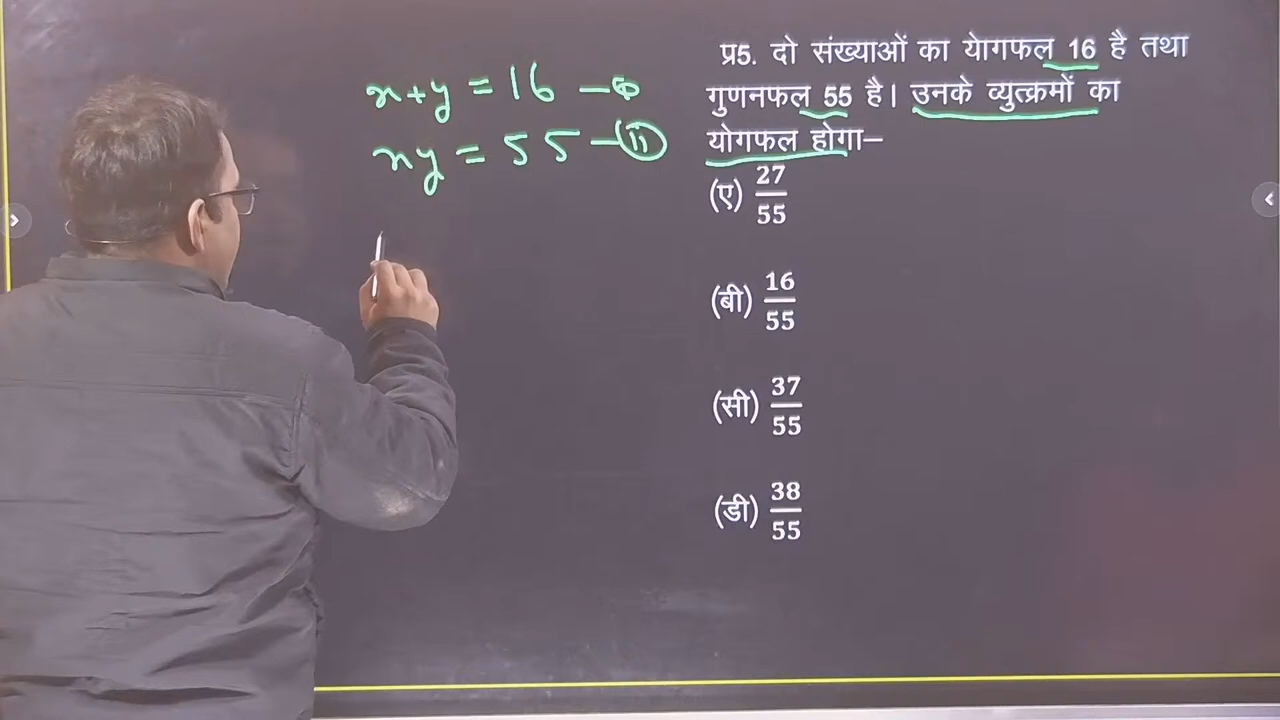 x+y = 16 — (i)
xy = 55 — (ii)
प्र5. दो संख्याओं का योगफल 16 है तथा
गुणनफल 55 है। उनके व्युत्क्रमों का
योगफल होगा–
(ए) 27/55
(बी) 16/55
(सी) 37/55
(डी) 38/55